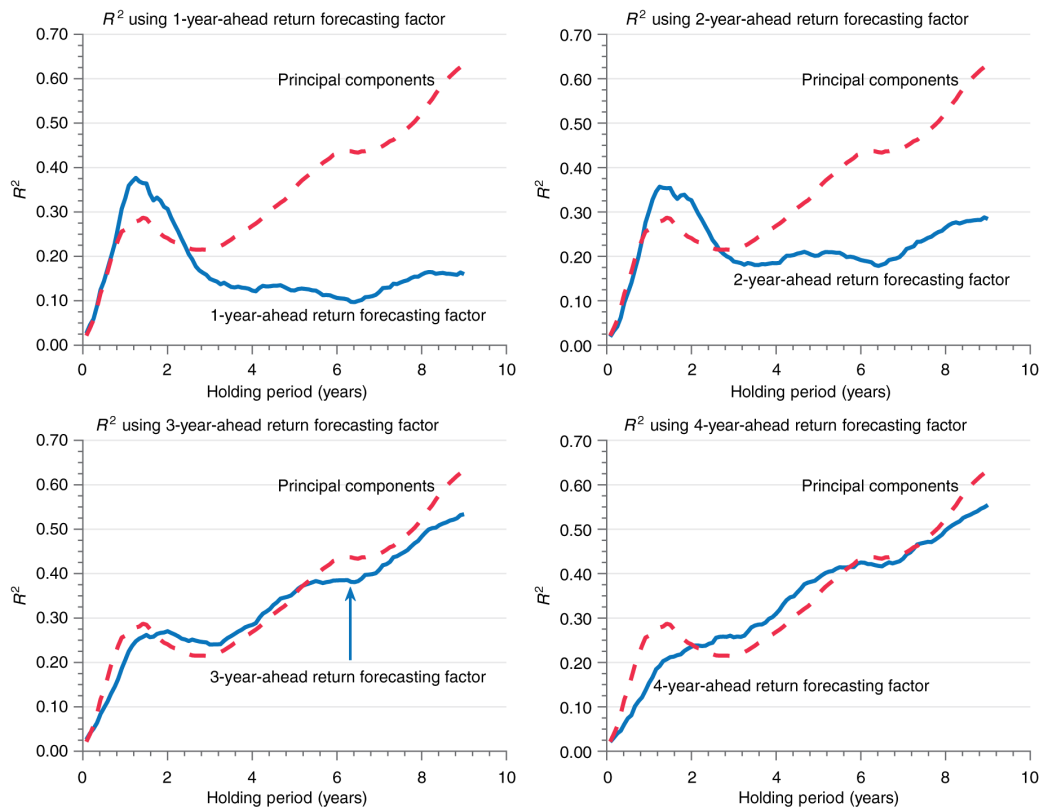 R² using 1-year-ahead return forecasting factor
0.70
0.60
0.50
0.40
0.30
0.20
0.10
0.00
R²
Principal components
1-year-ahead return forecasting factor
0 2 4 6 8 10
Holding period (years)
R² using 2-year-ahead return forecasting factor
0.70
0.60
0.50
0.40
0.30
0.20
0.10
0.00
R²
Principal components
2-year-ahead return forecasting factor
0 2 4 6 8 10
Holding period (years)
R² using 3-year-ahead return forecasting factor
0.70
0.60
0.50
0.40
0.30
0.20
0.10
0.00
R²
Principal components
3-year-ahead return forecasting factor
0 2 4 6 8 10
Holding period (years)
R² using 4-year-ahead return forecasting factor
0.70
0.60
0.50
0.40
0.30
0.20
0.10
0.00
R²
Principal components
4-year-ahead return forecasting factor
0 2 4 6 8 10
Holding period (years)